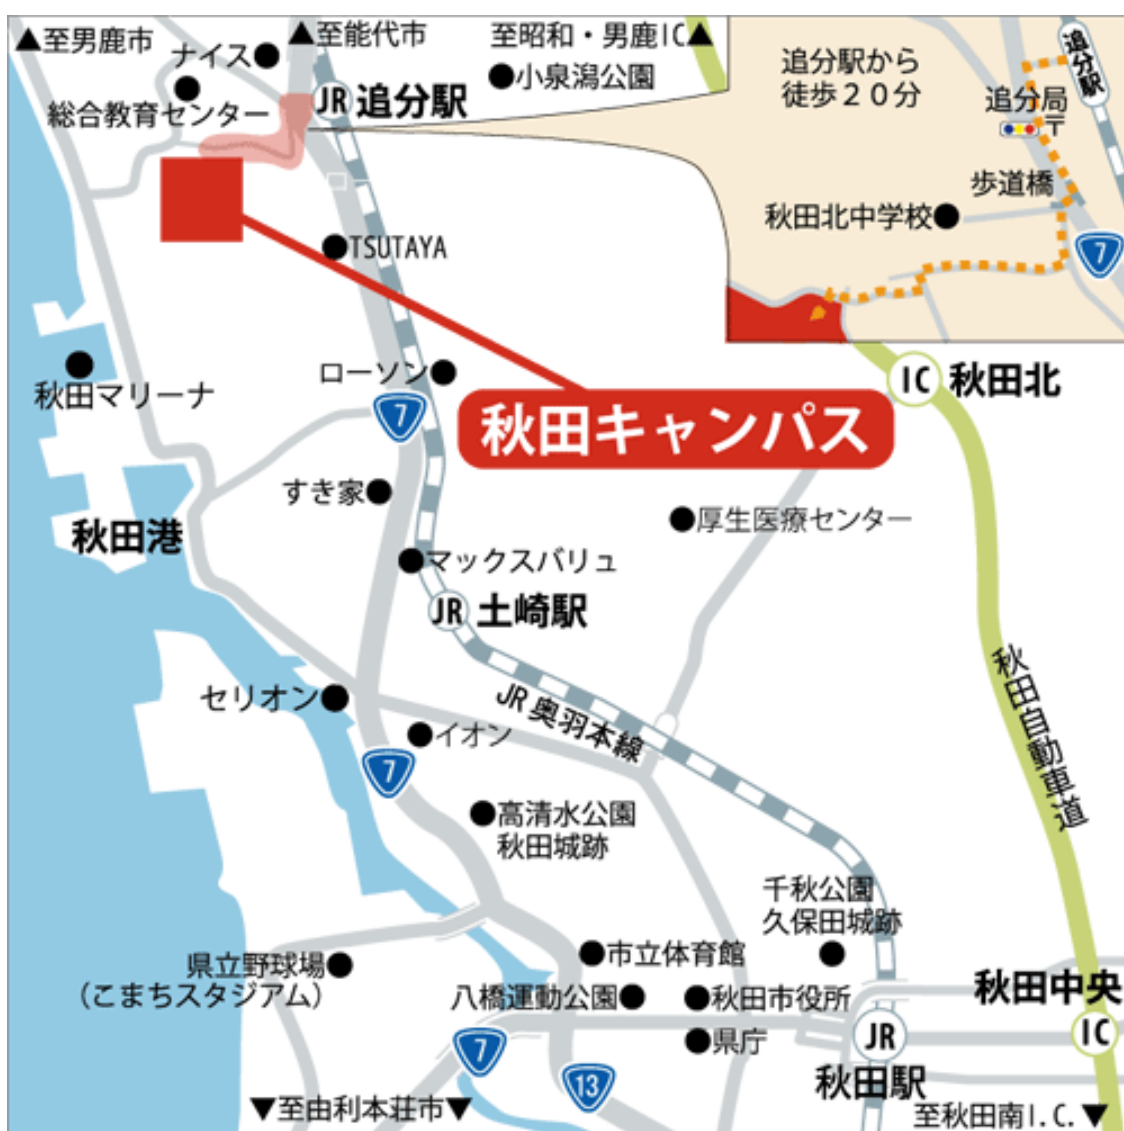 ▲至男鹿市
▲至能代市
至昭和・男鹿IC▲
ナイス●
●小泉潟公園
総合教育センター
JR 追分駅
追分駅から
徒歩２０分
追分駅
追分局
〒
歩道橋
秋田北中学校●
7
●TSUTAYA
秋田マリーナ
ローソン●
7
IC 秋田北
秋田キャンパス
すき家●
●厚生医療センター
秋田港
●マックスバリュ
JR 土崎駅
秋田自動車道
セリオン●
JR 奥羽本線
●イオン
7
●高清水公園
秋田城跡
千秋公園
久保田城跡
県立野球場●
（こまちスタジアム）
●市立体育館
八橋運動公園●
●秋田市役所
●県庁
秋田中央
IC
JR
秋田駅
7
13
▼至由利本荘市▼
至秋田南I.C.▼